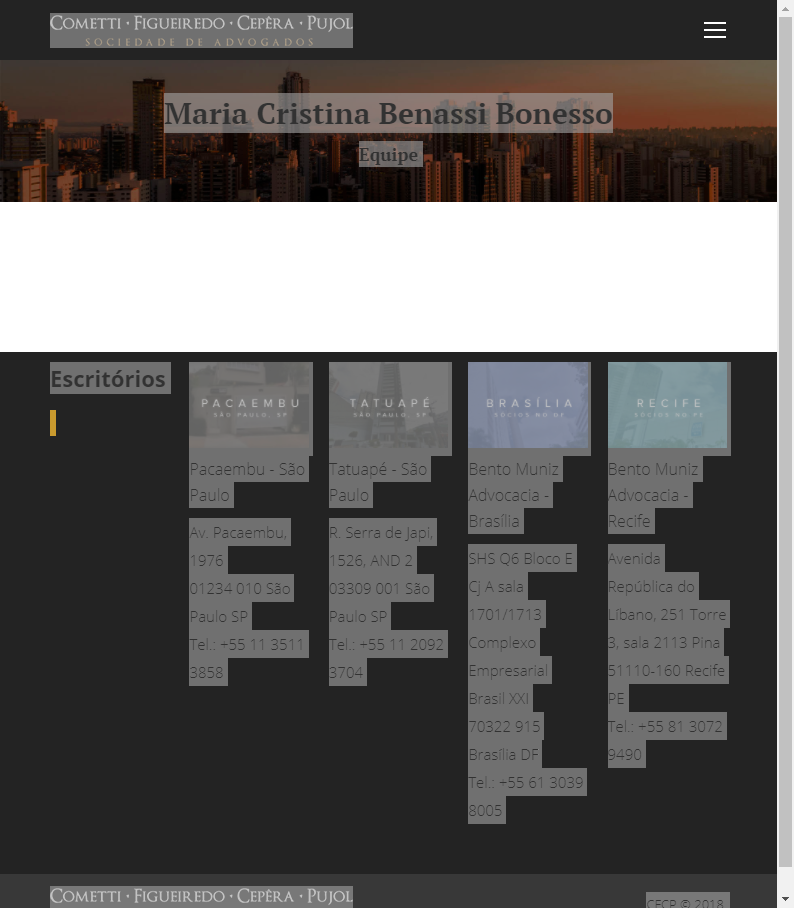 COMETTI · FIGUEIREDO · CEPÊRA · PUJOL
SOCIEDADE DE ADVOGADOS
Maria Cristina Benassi Bonesso
Equipe
Escritórios
PACAEMBU
SÃO PAULO, SP
Pacaembu - São
Paulo
Av. Pacaembu,
1976
01234 010 São
Paulo SP
Tel.: +55 11 3511
3858
TATUAPÉ
SÃO PAULO, SP
Tatuapé - São
Paulo
R. Serra de Japi,
1526, AND 2
03309 001 São
Paulo SP
Tel.: +55 11 2092
3704
BRASÍLIA
SÓCIOS NO DF
Bento Muniz
Advocacia -
Brasília
SHS Q6 Bloco E
Cj A sala
1701/1713
Complexo
Empresarial
Brasil XXI
70322 915
Brasília DF
Tel.: +55 61 3039
8005
RECIFE
SÓCIOS NO PE
Bento Muniz
Advocacia -
Recife
Avenida
República do
Líbano, 251 Torre
3, sala 2113 Pina
51110-160 Recife
PE
Tel.: +55 81 3072
9490
COMETTI · FIGUEIREDO · CEPÊRA · PUJOL
CFCP © 2018